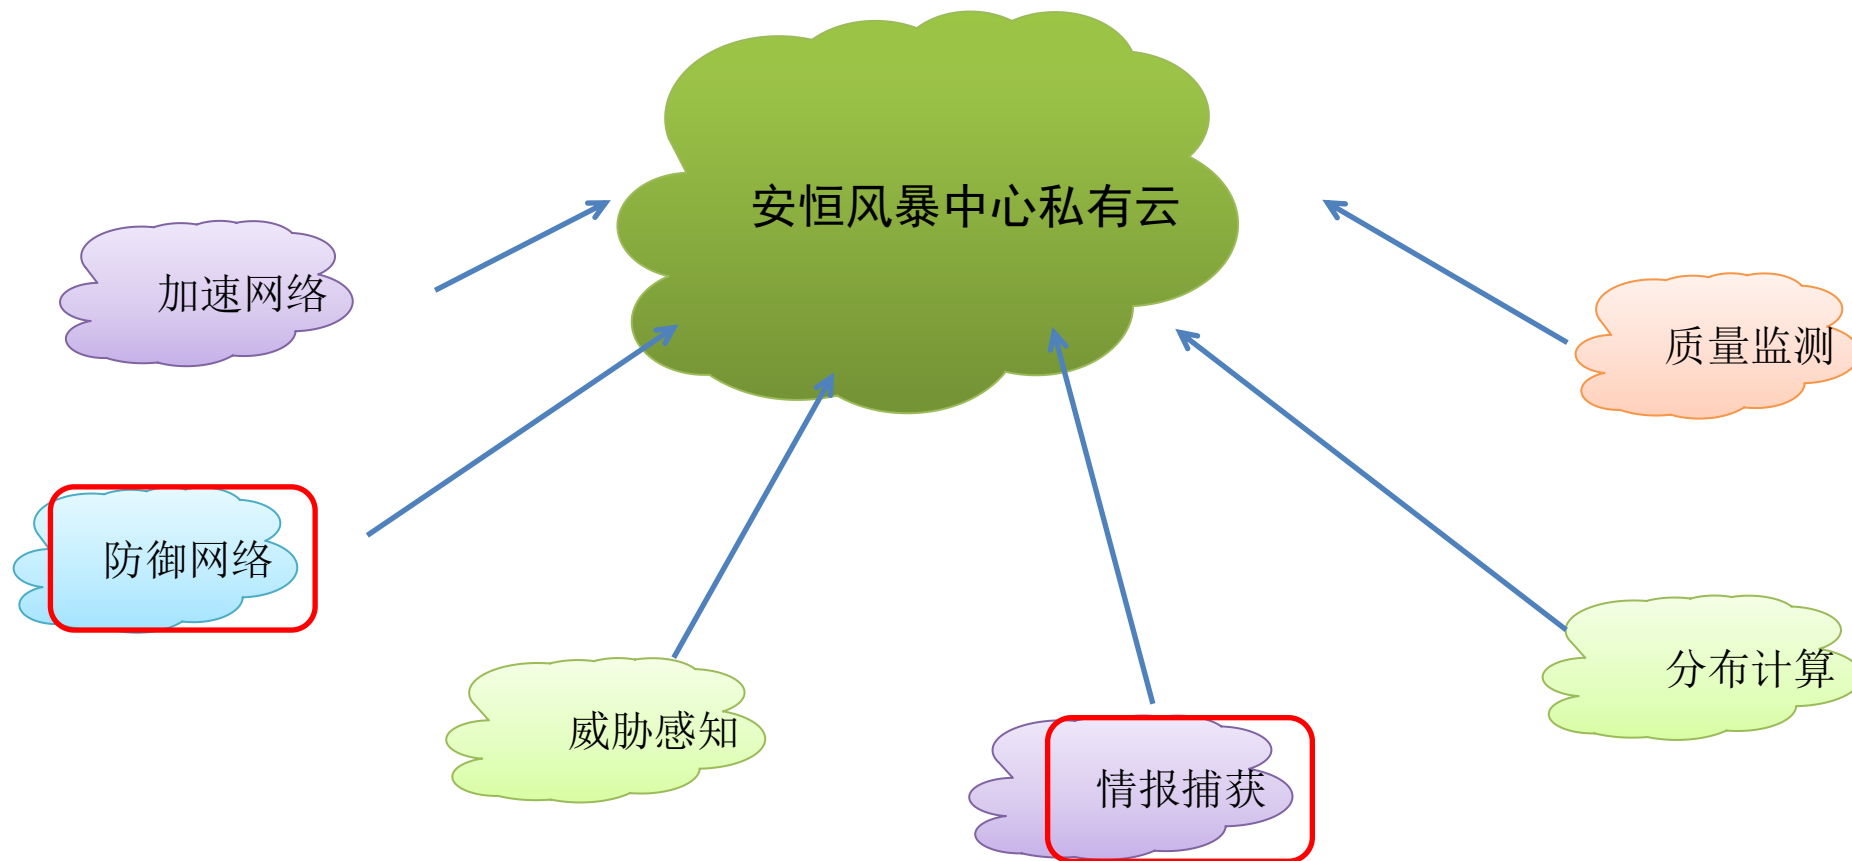 安恒风暴中心私有云
加速网络
质量监测
防御网络
分布计算
威胁感知
情报捕获